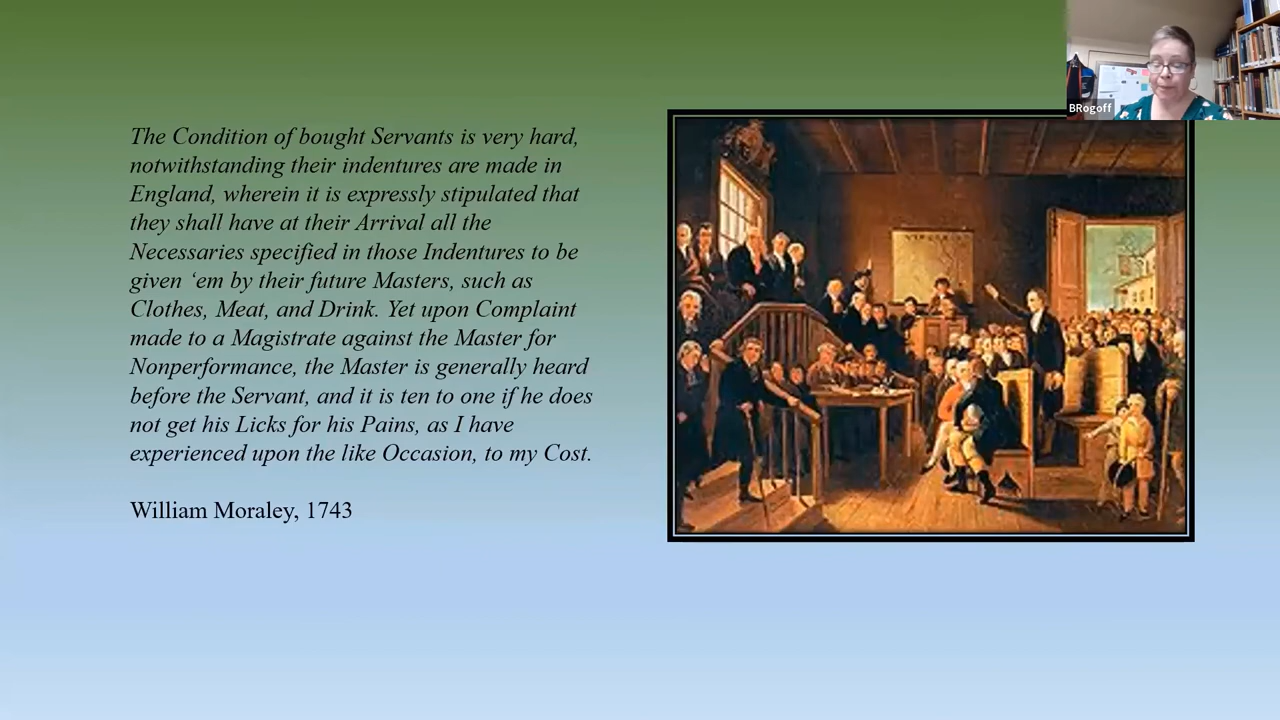 The Condition of bought Servants is very hard,
notwithstanding their indentures are made in
England, wherein it is expressly stipulated that
they shall have at their Arrival all the
Necessaries specified in those Indentures to be
given ‘em by their future Masters, such as
Clothes, Meat, and Drink. Yet upon Complaint
made to a Magistrate against the Master for
Nonperformance, the Master is generally heard
before the Servant, and it is ten to one if he does
not get his Licks for his Pains, as I have
experienced upon the like Occasion, to my Cost.
William Moraley, 1743
BRogoff